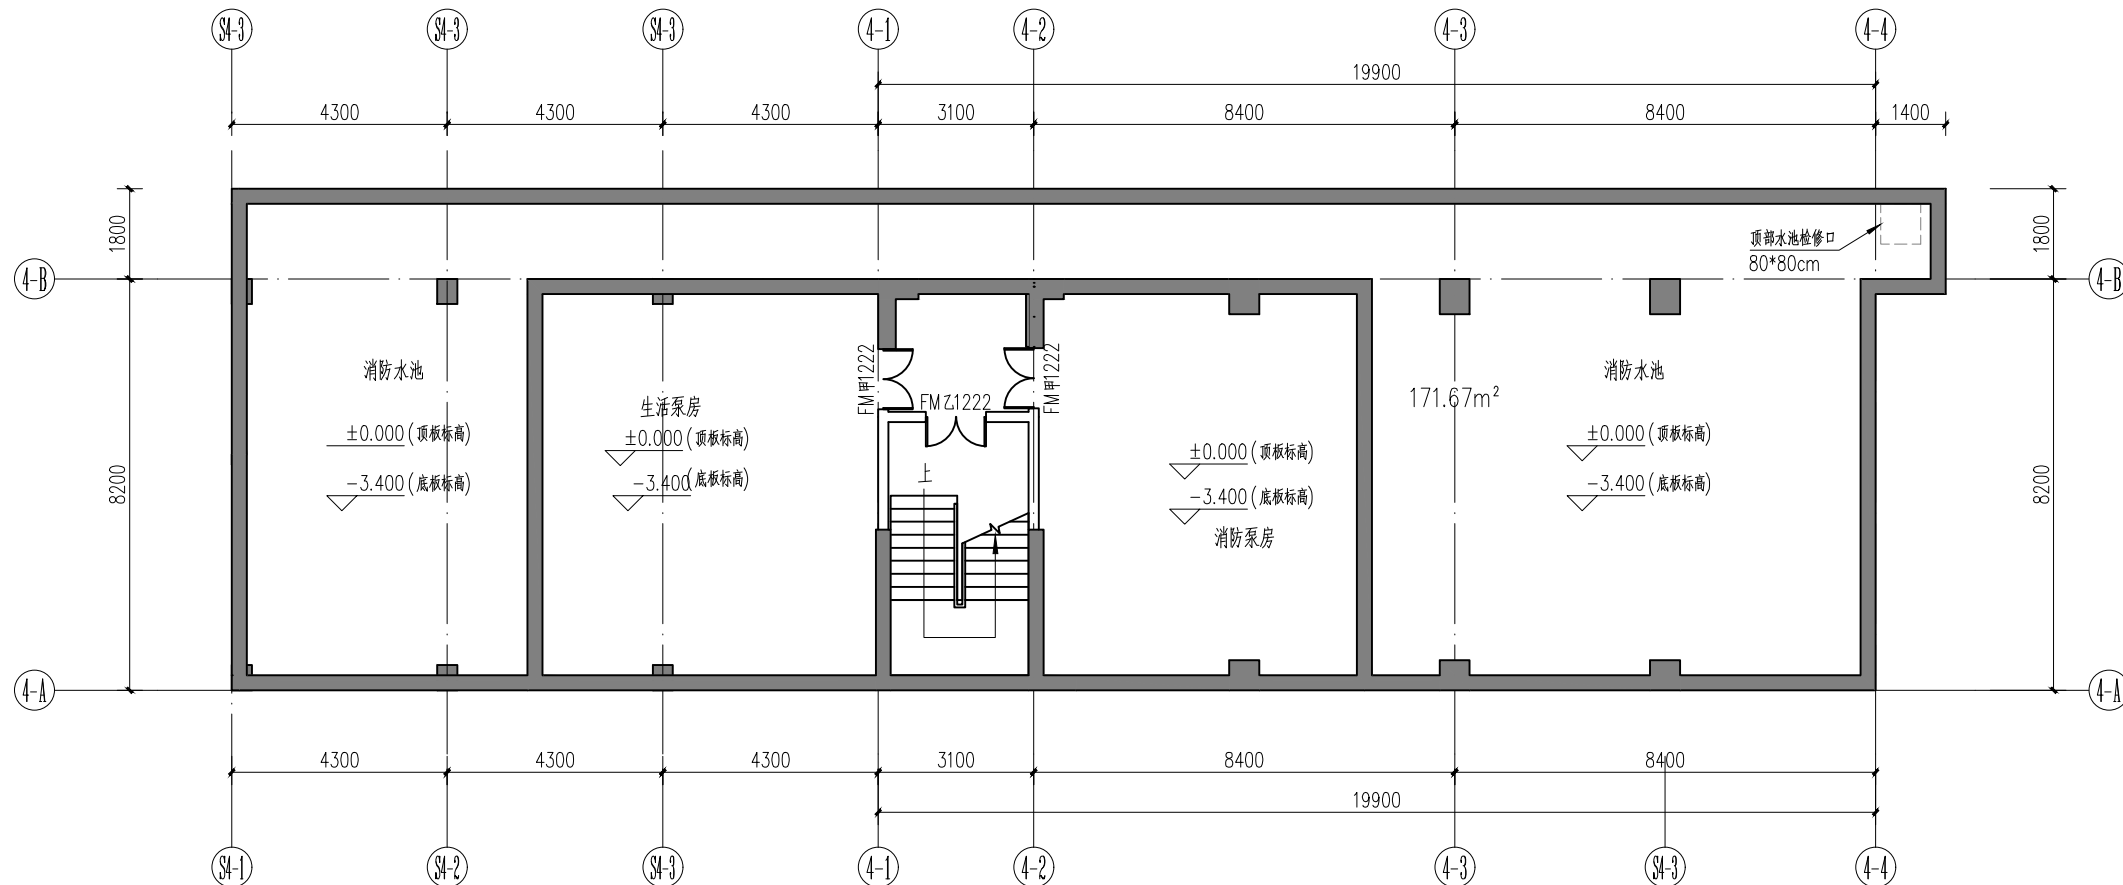 S4-3 S4-3 S4-3 4-1 4-2 4-3 4-4
19900
4300 4300 4300 3100 8400 8400 1400
1800 1800
顶部水池检修口
80*80cm
4-B 4-B
FM甲1222 FM甲1222
消防水池 消防水池
171.67m²
FM乙1222
生活泵房
±0.000(顶板标高) ±0.000(顶板标高) ±0.000(顶板标高) ±0.000(顶板标高)
上
-3.400(底板标高) -3.400(底板标高) -3.400(底板标高) -3.400(底板标高)
8200 8200
消防泵房
4-A 4-A
4300 4300 4300 3100 8400 8400
19900
S4-1 S4-2 S4-3 4-1 4-2 4-3 S4-3 4-4